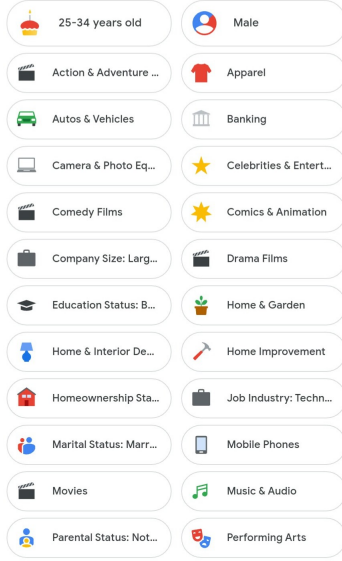 25-34 years old
Male
Action & Adventure ...
Apparel
Autos & Vehicles
Banking
Camera & Photo Eq...
Celebrities & Entert...
Comedy Films
Comics & Animation
Company Size: Larg...
Drama Films
Education Status: B...
Home & Garden
Home & Interior De...
Home Improvement
Homeownership Sta...
Job Industry: Techn...
Marital Status: Marr...
Mobile Phones
Movies
Music & Audio
Parental Status: Not...
Performing Arts